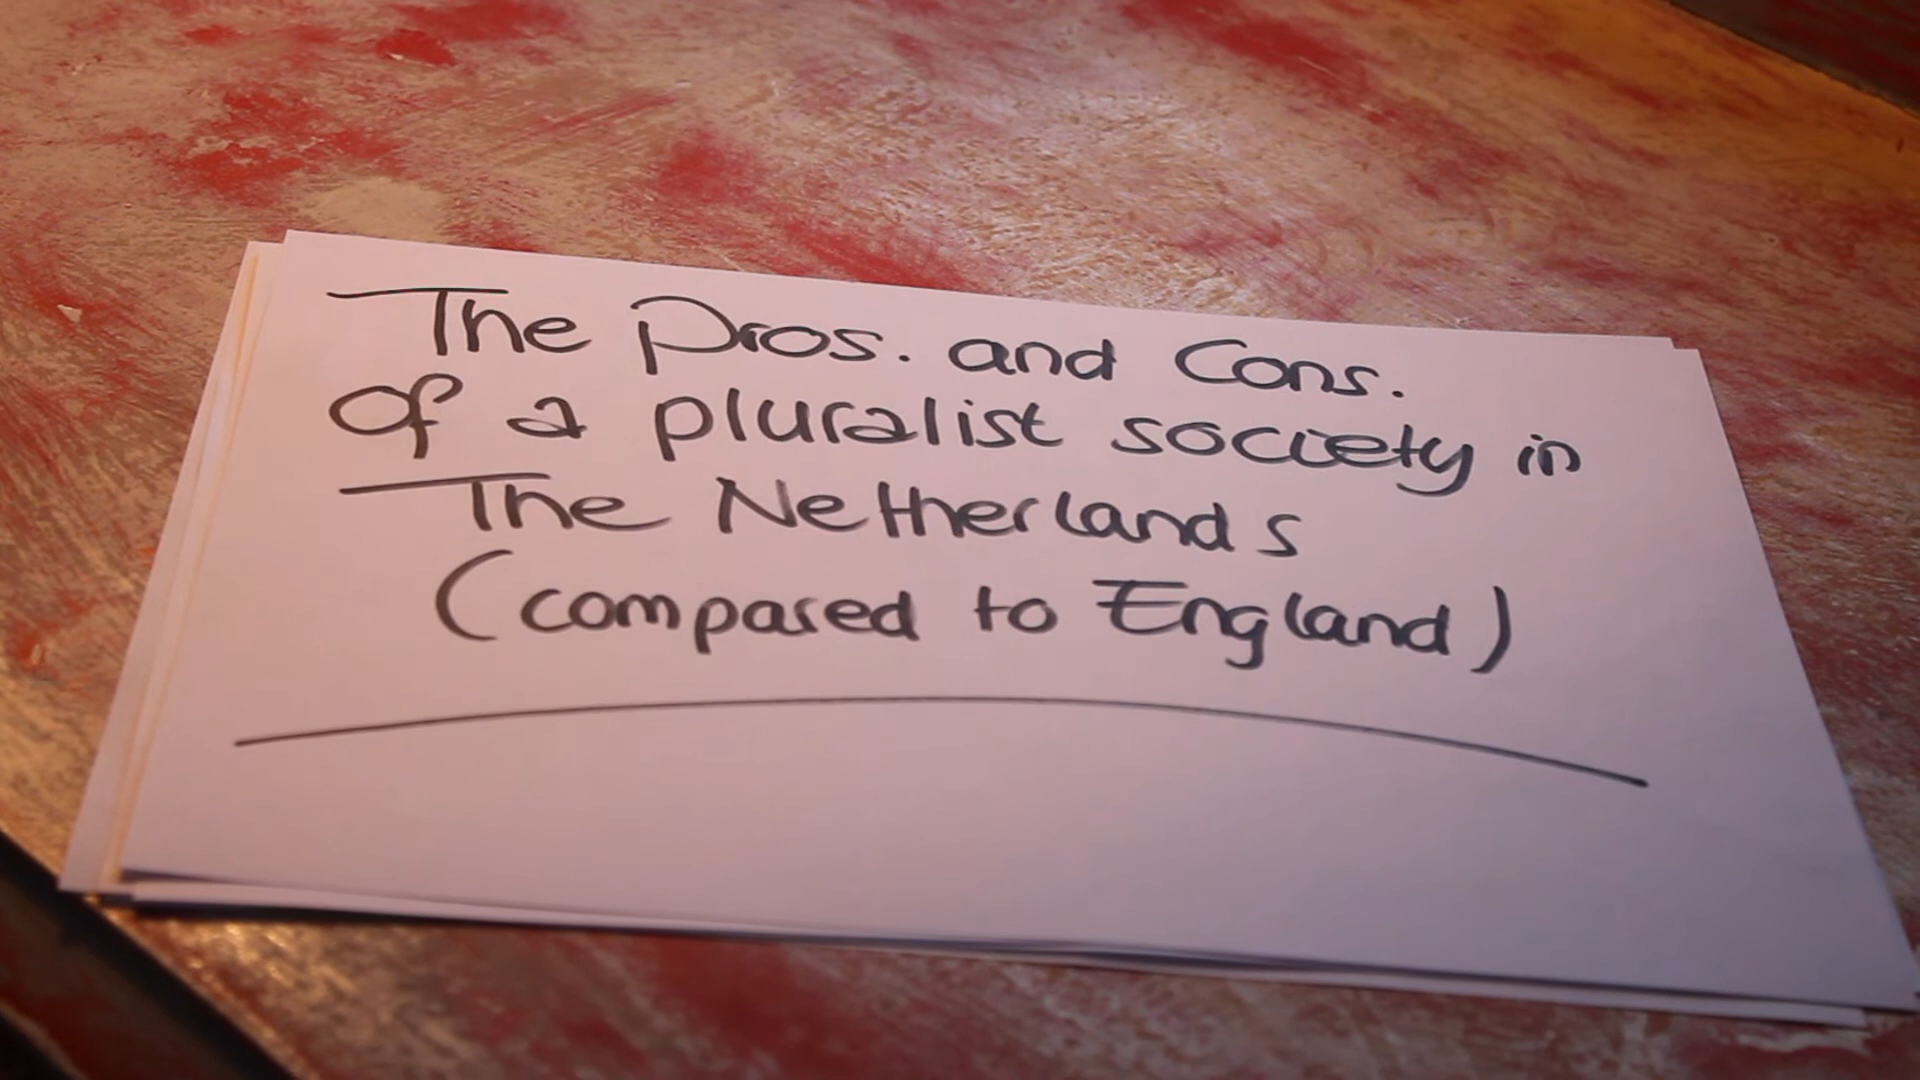 The Pros. and Cons.
of a pluralist society in
The Netherlands
(compared to England)